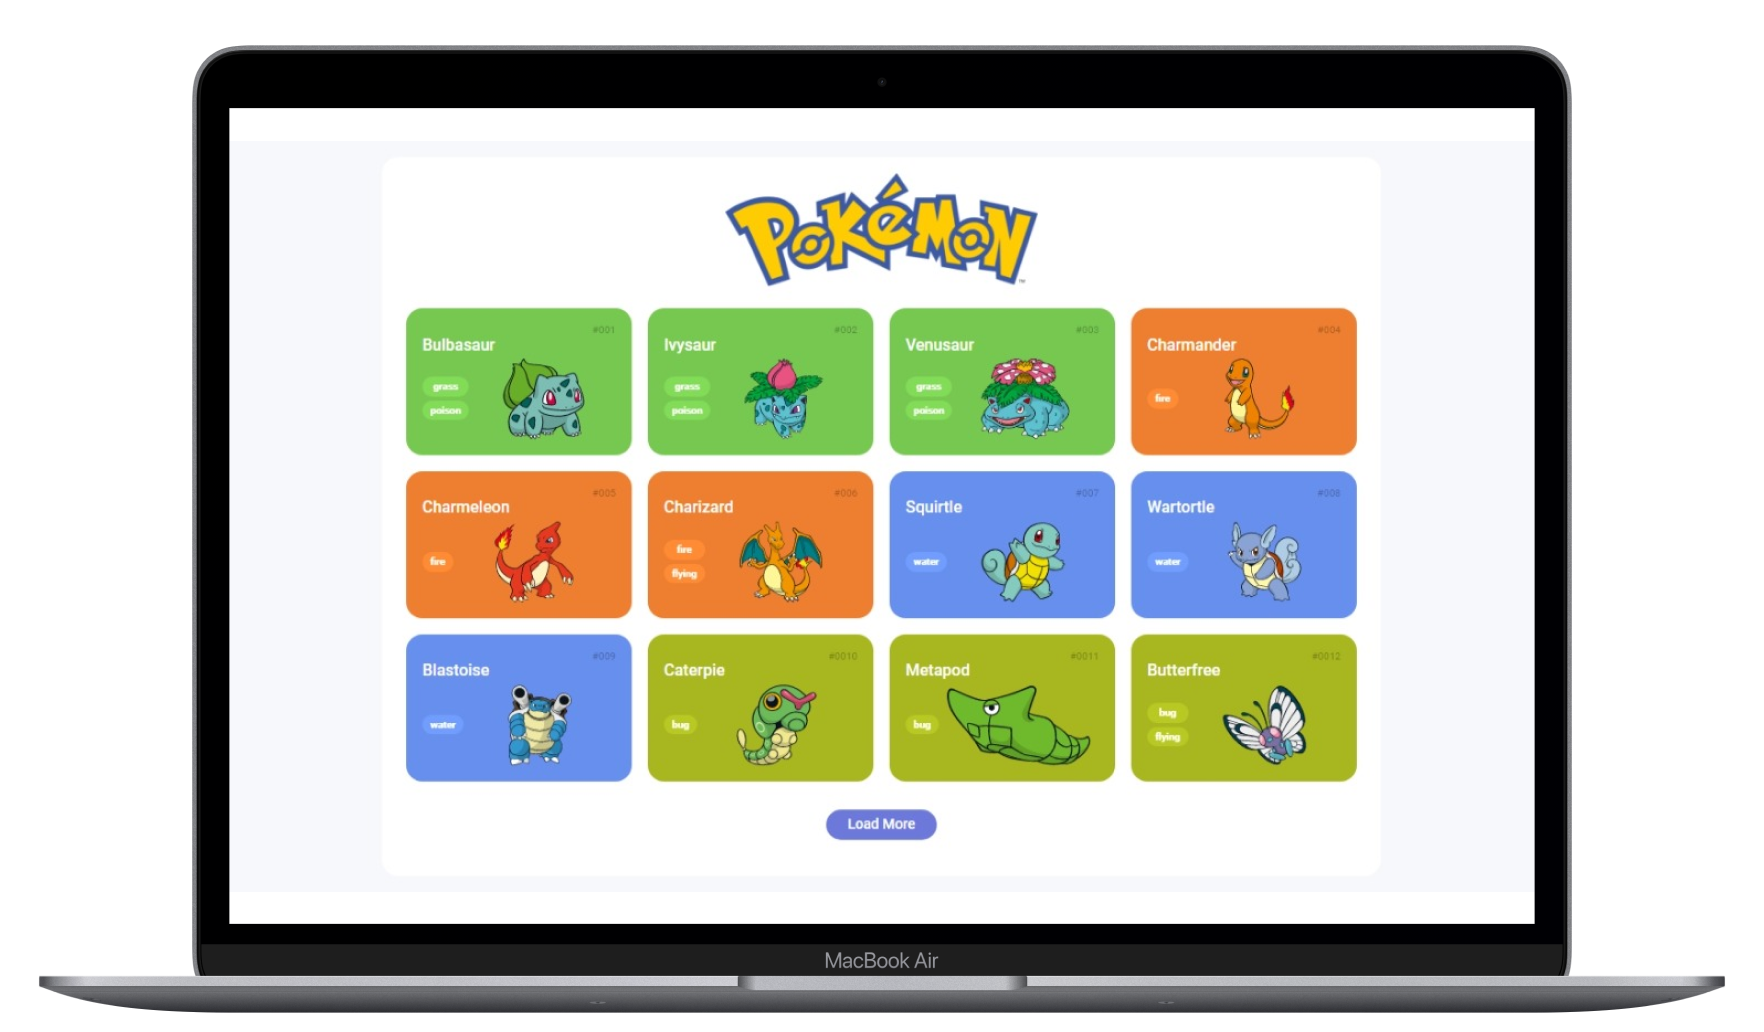 POKéMON
™
#001
Bulbasaur
grass
poison
#002
Ivysaur
grass
poison
#003
Venusaur
grass
poison
#004
Charmander
fire
#005
Charmeleon
fire
#006
Charizard
fire
flying
#007
Squirtle
water
#008
Wartortle
water
#009
Blastoise
water
#0010
Caterpie
bug
#0011
Metapod
bug
#0012
Butterfree
bug
flying
Load More
MacBook Air